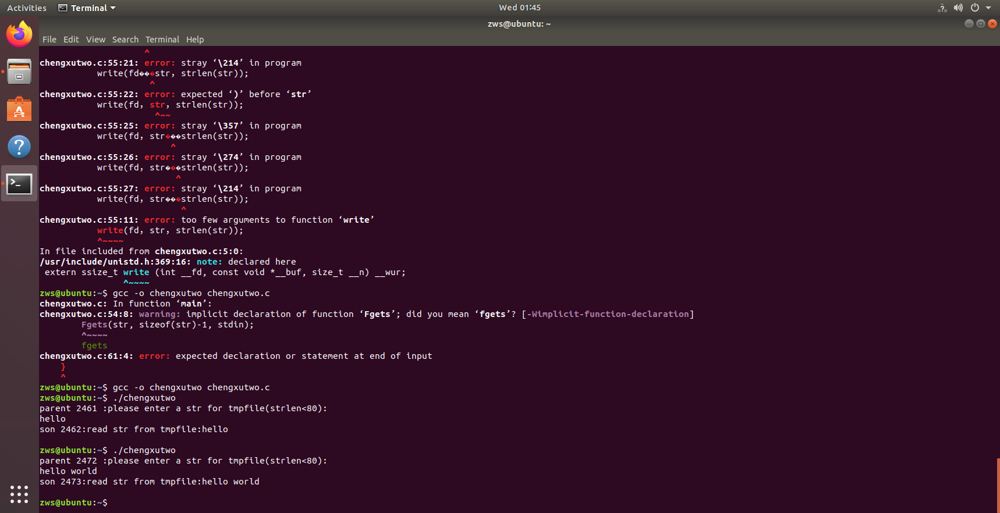 Activities Terminal Wed 01:45
zws@ubuntu: ~
File Edit View Search Terminal Help
^
chengxutwo.c:55:21: error: stray ‘\214’ in program
write(fd���str, strlen(str));
^
chengxutwo.c:55:22: error: expected ‘)’ before ‘str’
write(fd, str, strlen(str));
^~~
chengxutwo.c:55:25: error: stray ‘\357’ in program
write(fd, str���strlen(str));
^
chengxutwo.c:55:26: error: stray ‘\274’ in program
write(fd, str���strlen(str));
^
chengxutwo.c:55:27: error: stray ‘\214’ in program
write(fd, str���strlen(str));
^
chengxutwo.c:55:11: error: too few arguments to function ‘write’
write(fd, str, strlen(str));
^~~~~
In file included from chengxutwo.c:5:0:
/usr/include/unistd.h:369:16: note: declared here
extern ssize_t write (int __fd, const void *__buf, size_t __n) __wur;
^~~~~
zws@ubuntu:~$ gcc -o chengxutwo chengxutwo.c
chengxutwo.c: In function ‘main’:
chengxutwo.c:54:8: warning: implicit declaration of function ‘Fgets’; did you mean ‘fgets’? [-Wimplicit-function-declaration]
Fgets(str, sizeof(str)-1, stdin);
^~~~~
fgets
chengxutwo.c:61:4: error: expected declaration or statement at end of input
}
^
zws@ubuntu:~$ gcc -o chengxutwo chengxutwo.c
zws@ubuntu:~$ ./chengxutwo
parent 2461 :please enter a str for tmpfile(strlen<80):
hello
son 2462:read str from tmpfile:hello
zws@ubuntu:~$ ./chengxutwo
parent 2472 :please enter a str for tmpfile(strlen<80):
hello world
son 2473:read str from tmpfile:hello world
zws@ubuntu:~$